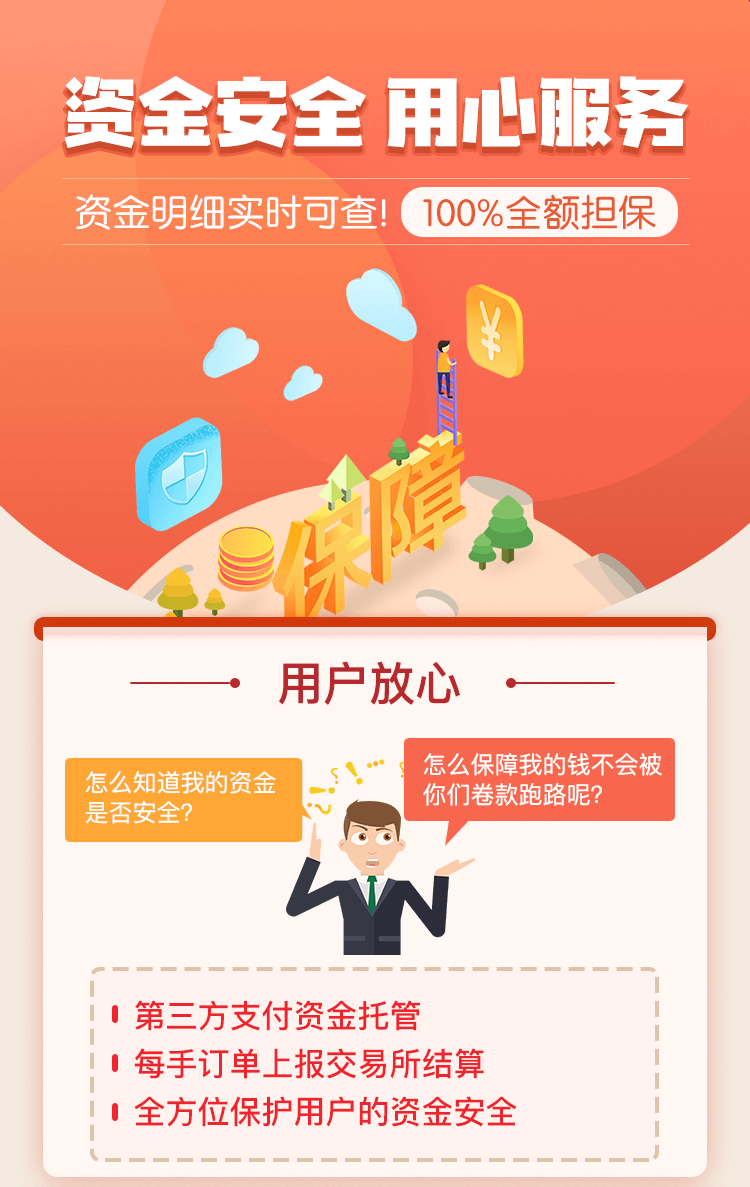 资金安全 用心服务
资金明细实时可查! 100%全额担保
¥
保障
用户放心
怎么知道我的资金
是否安全?
怎么保障我的钱不会被
你们卷款跑路呢?
第三方支付资金托管
每手订单上报交易所结算
全方位保护用户的资金安全